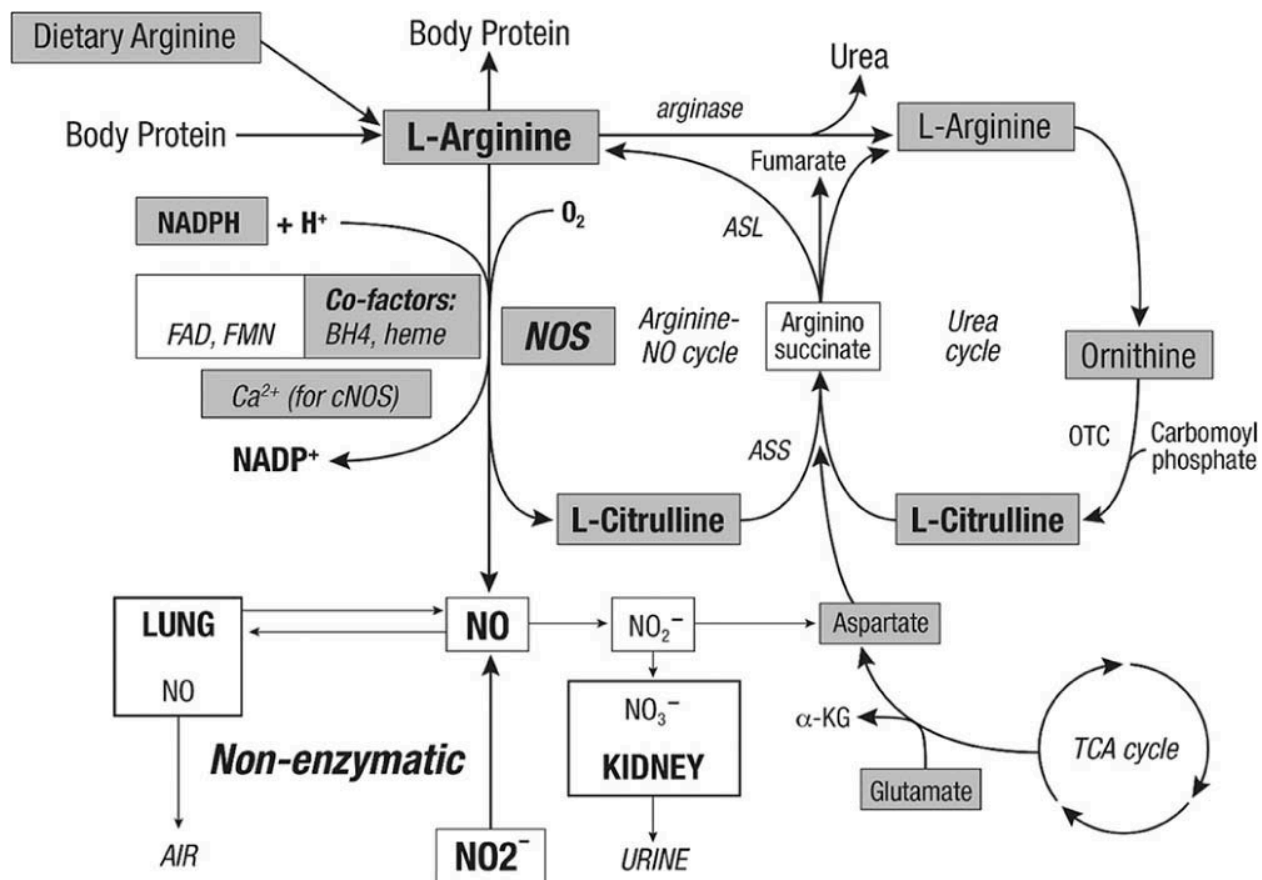 Dietary Arginine
Body Protein
Urea
arginase
Body Protein
L-Arginine
L-Arginine
Fumarate
NADPH + H⁺
O₂
ASL
Co-factors:
FAD, FMN
BH4, heme
NOS
Arginine-
NO cycle
Arginino
succinate
Urea
cycle
Ornithine
Ca²⁺ (for cNOS)
NADP⁺
ASS
OTC
Carbomoyl
phosphate
L-Citrulline
L-Citrulline
LUNG
NO
NO
NO₂⁻
Aspartate
NO₃⁻
KIDNEY
α-KG
TCA cycle
Non-enzymatic
Glutamate
AIR
NO2⁻
URINE